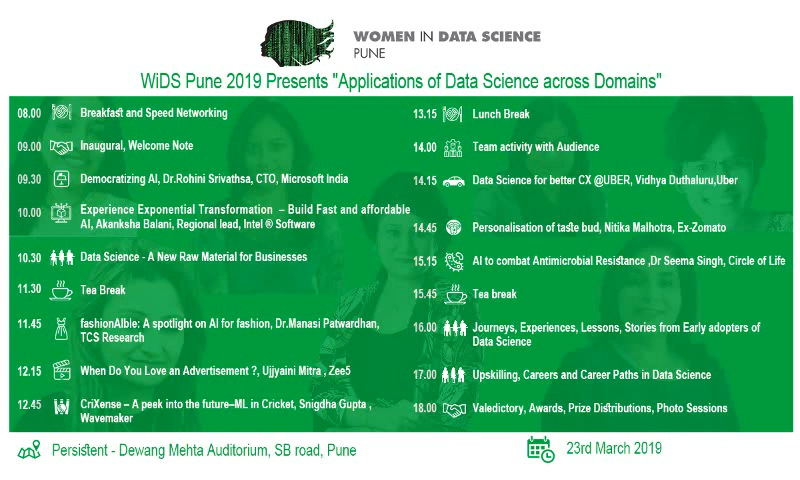 WOMEN IN DATA SCIENCE
PUNE
WiDS Pune 2019 Presents "Applications of Data Science across Domains"
08.00 Breakfast and Speed Networking
09.00 Inaugural, Welcome Note
09.30 Democratizing AI, Dr.Rohini Srivathsa, CTO, Microsoft India
10.00 Experience Exponential Transformation – Build Fast and affordable
AI, Akanksha Balani, Regional lead, Intel ® Software
10.30 Data Science - A New Raw Material for Businesses
11.30 Tea Break
11.45 fashionAIble: A spotlight on AI for fashion, Dr.Manasi Patwardhan,
TCS Research
12.15 When Do You Love an Advertisement ?, Ujjyaini Mitra , Zee5
12.45 CriXense – A peek into the future–ML in Cricket, Snigdha Gupta ,
Wavemaker
13.15 Lunch Break
14.00 Team activity with Audience
14.15 Data Science for better CX @UBER, Vidhya Duthaluru,Uber
14.45 Personalisation of taste bud, Nitika Malhotra, Ex-Zomato
15.15 AI to combat Antimicrobial Resistance ,Dr Seema Singh, Circle of Life
15.45 Tea break
16.00 Journeys, Experiences, Lessons, Stories from Early adopters of
Data Science
17.00 Upskilling, Careers and Career Paths in Data Science
18.00 Valedictory, Awards, Prize Distributions, Photo Sessions
Persistent - Dewang Mehta Auditorium, SB road, Pune
23rd March 2019